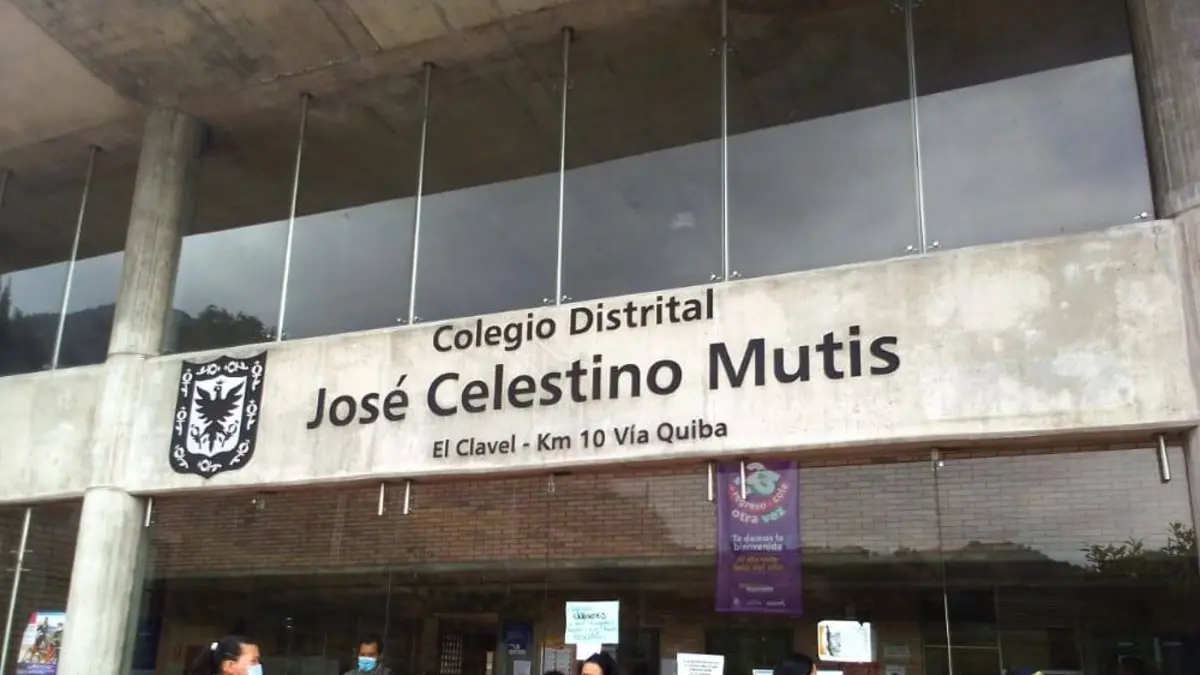 Colegio Distrital
José Celestino Mutis
El Clavel - Km 10 Vía Quiba
otra vez
Te damos la
bienvenida